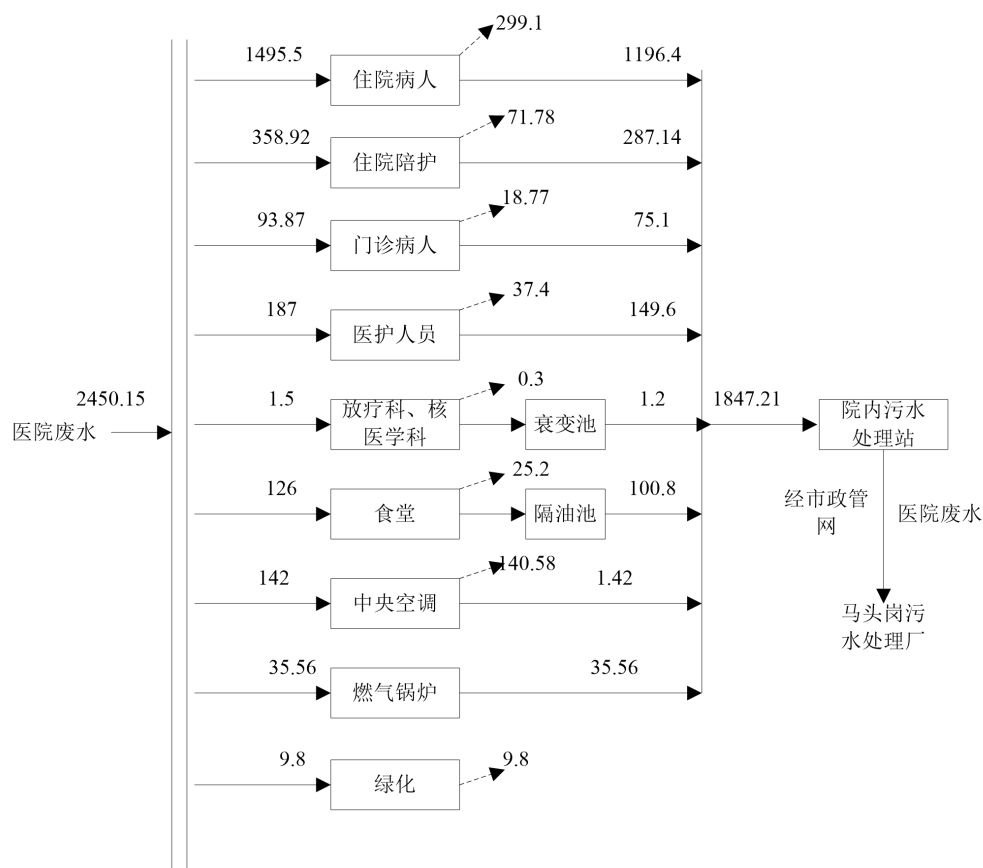 299.1
1495.5
住院病人
1196.4
71.78
358.92
住院陪护
287.14
18.77
93.87
门诊病人
75.1
37.4
187
医护人员
149.6
2450.15
医院废水
0.3
1.5
放疗科、核
医学科
衰变池
1.2
1847.21
院内污水
处理站
25.2
126
食堂
隔油池
100.8
经市政管
网
医院废水
140.58
142
中央空调
1.42
马头岗污
水处理厂
35.56
燃气锅炉
35.56
9.8
绿化
9.8